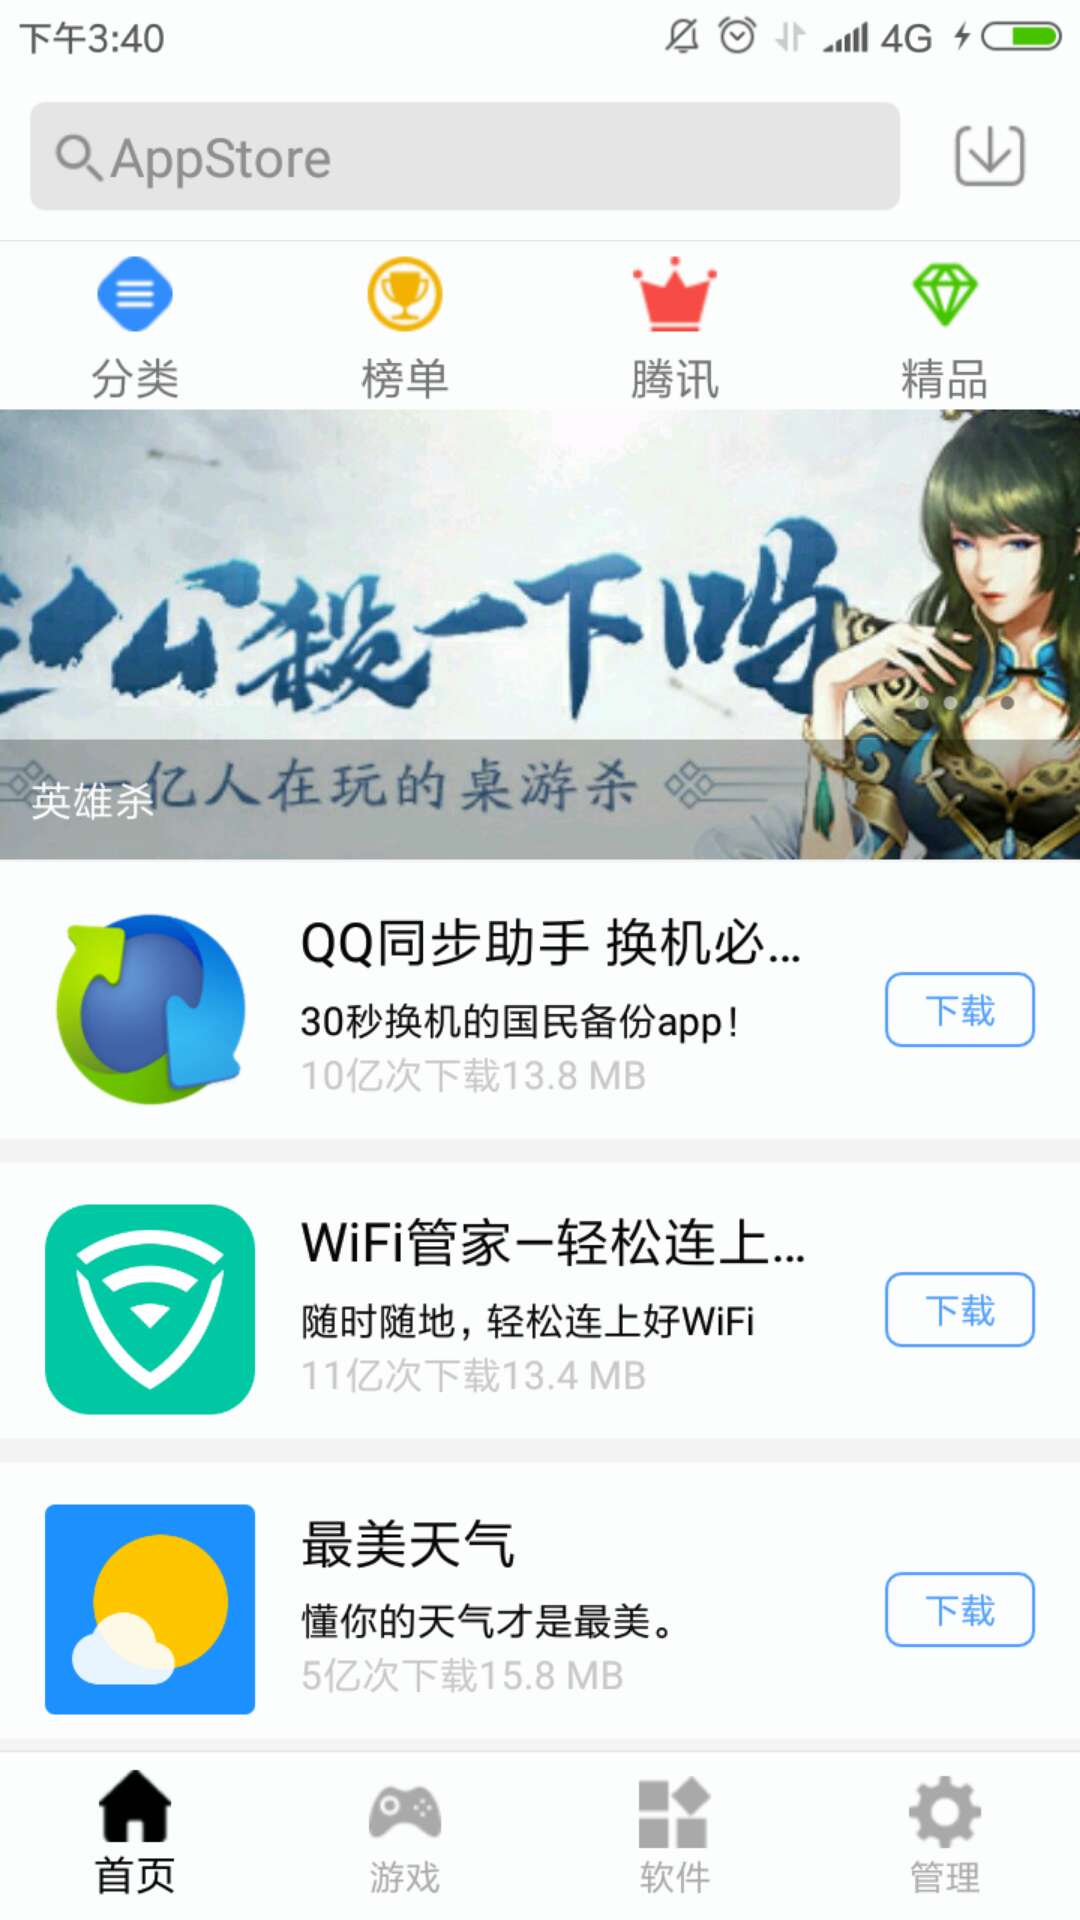 下午3:40
4G
AppStore
分类
榜单
腾讯
精品
公殺一下吗
亿人在玩的桌游杀
英雄杀
QQ同步助手 换机必...
30秒换机的国民备份app!
10亿次下载13.8 MB
下载
WiFi管家—轻松连上...
随时随地, 轻松连上好WiFi
11亿次下载13.4 MB
下载
最美天气
懂你的天气才是最美。
5亿次下载15.8 MB
下载
首页
游戏
软件
管理